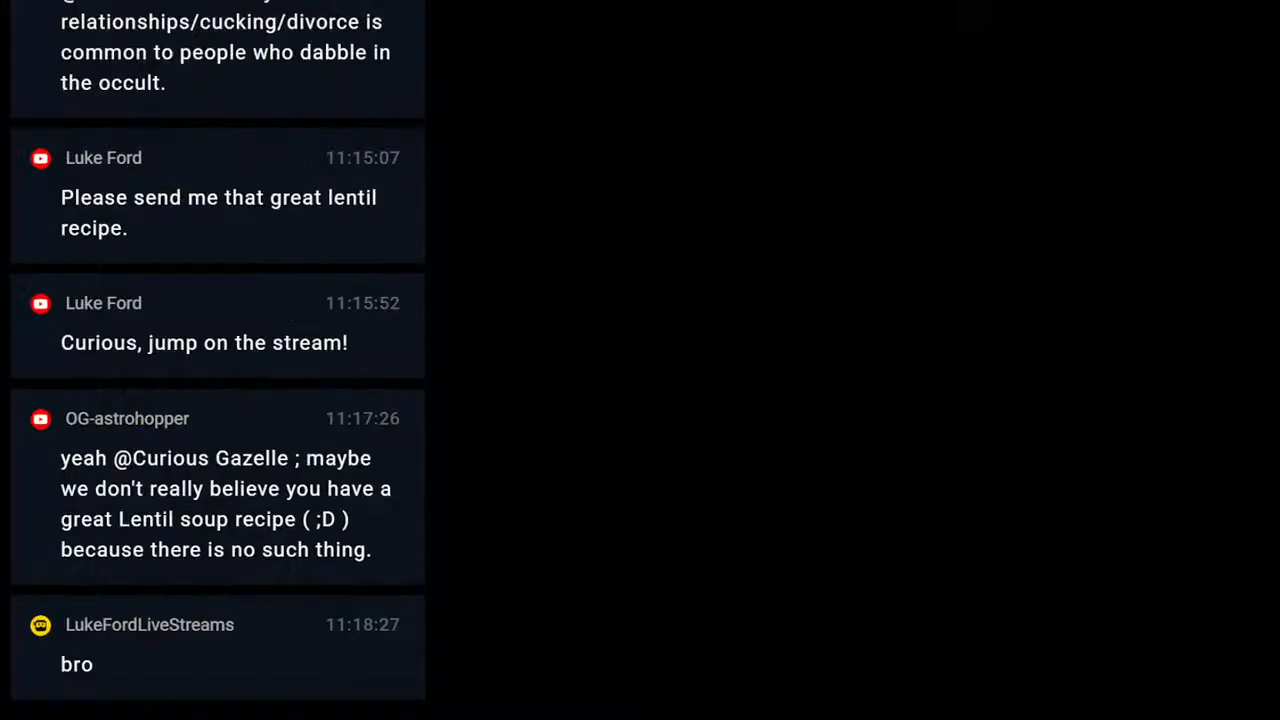 relationships/cucking/divorce is
common to people who dabble in
the occult.
Luke Ford 11:15:07
Please send me that great lentil
recipe.
Luke Ford 11:15:52
Curious, jump on the stream!
OG-astrohopper 11:17:26
yeah @Curious Gazelle ; maybe
we don't really believe you have a
great Lentil soup recipe ( ;D )
because there is no such thing.
LukeFordLiveStreams 11:18:27
bro